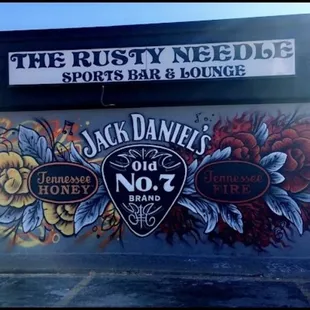 THE RUSTY NEEDLE
SPORTS BAR & LOUNGE
JACK DANIEL'S
Old
No.7
BRAND
Tennessee
HONEY
Tennessee
FIRE